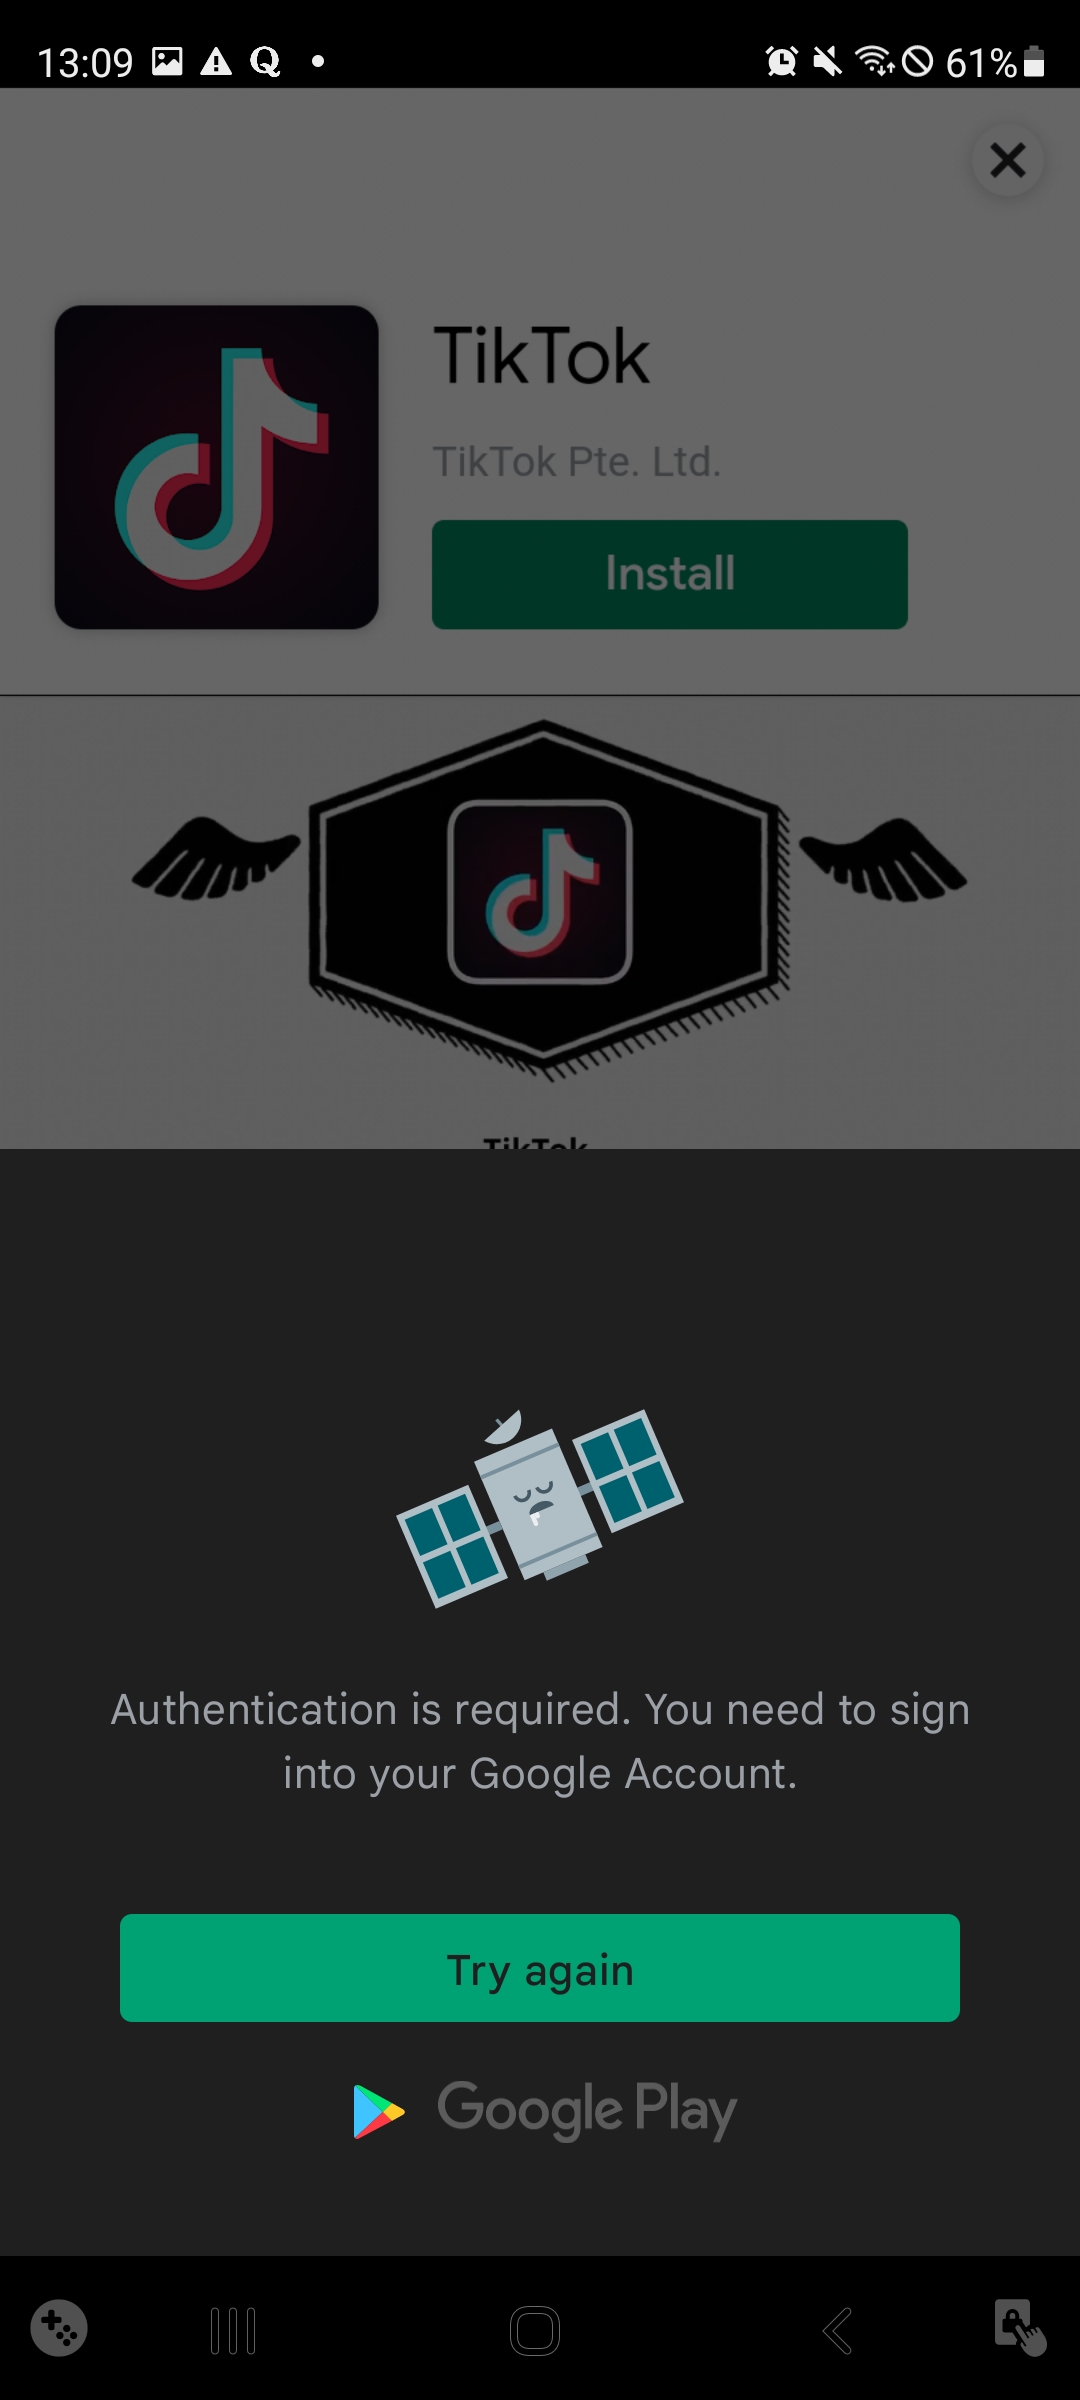 13:09
61%
TikTok
TikTok Pte. Ltd.
Install
TikTok
Authentication is required. You need to sign
into your Google Account.
Try again
Google Play